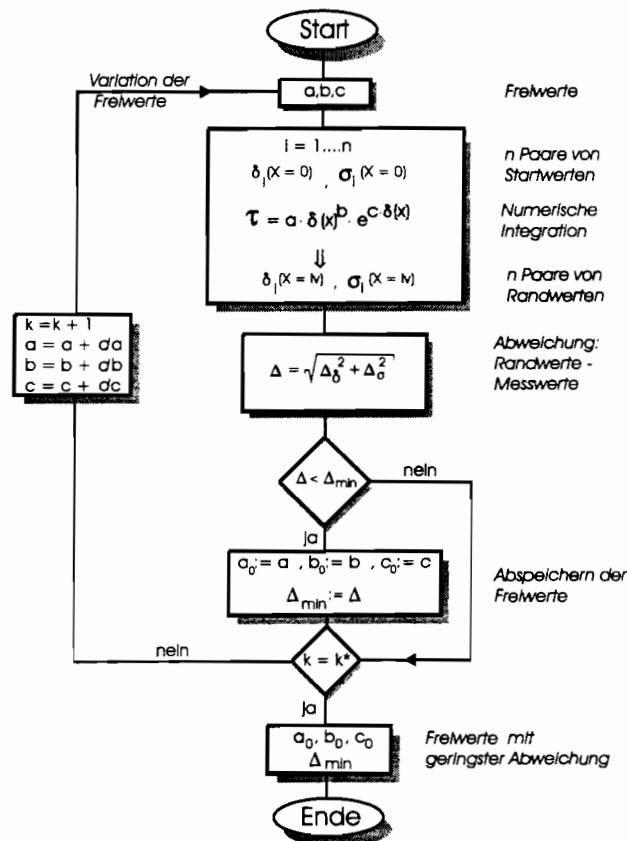 Start
Variation der
Freiwerte
a,b,c
Freiwerte
i = 1....n
δi(x = 0) , σi(x = 0)
n Paare von
Startwerten
τ = a · δ(x)^b · e^c·δ(x)
Numerische
Integration
⇓
δi(x = lv) , σi(x = lv)
n Paare von
Randwerten
k = k + 1
a = a + da
b = b + db
c = c + dc
Δ = √Δδ² + Δσ²
Abweichung:
Randwerte -
Messwerte
Δ < Δmin
nein
ja
a₀:= a , b₀:= b , c₀:= c
Δmin:= Δ
Abspeichern der
Freiwerte
nein
k = k*
ja
a₀, b₀, c₀
Δmin
Freiwerte mit
geringster Abweichung
Ende